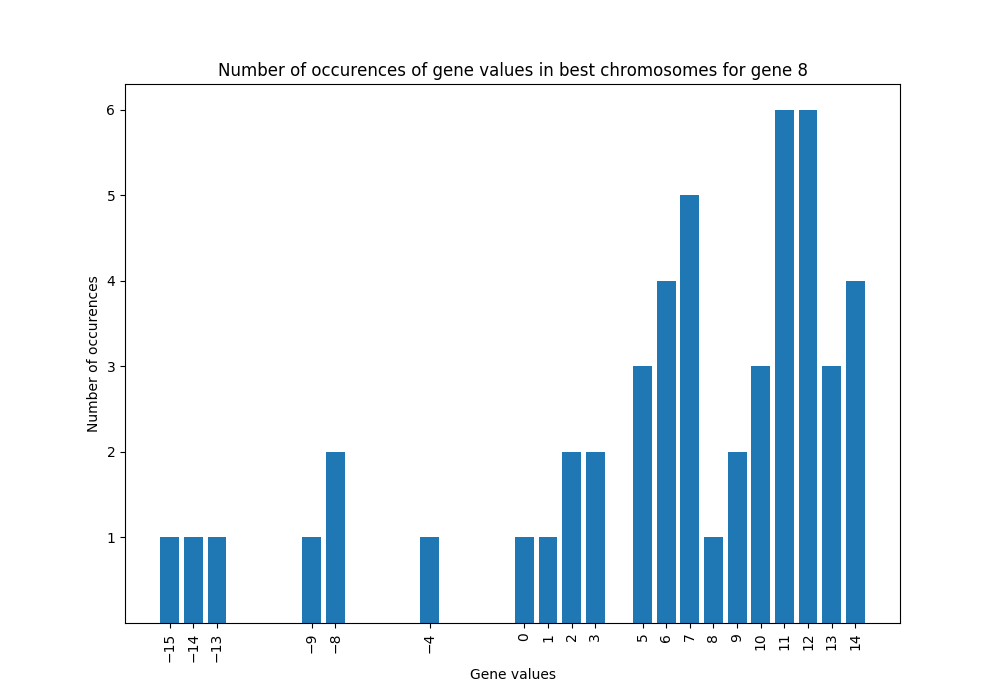 Number of occurences of gene values in best chromosomes for gene 8
6
5
4
3
2
1
Number of occurences
−15 −14 −13 −9 −8 −4 0 1 2 3 5 6 7 8 9 10 11 12 13 14
Gene values